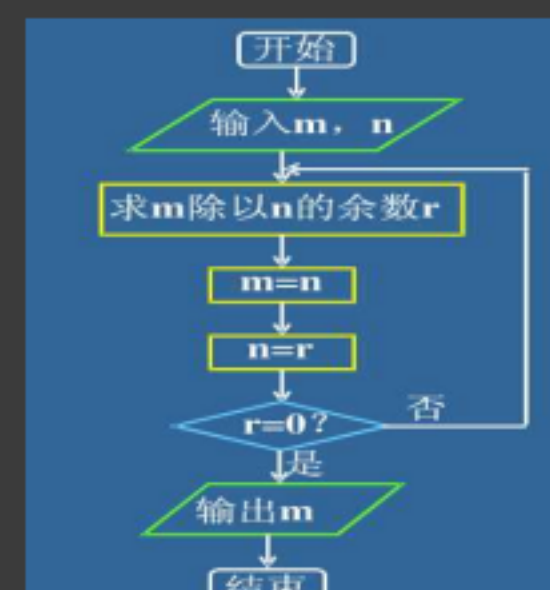 开始
输入m，n
求m除以n的余数r
m=n
n=r
r=0?
否
是
输出m
结束